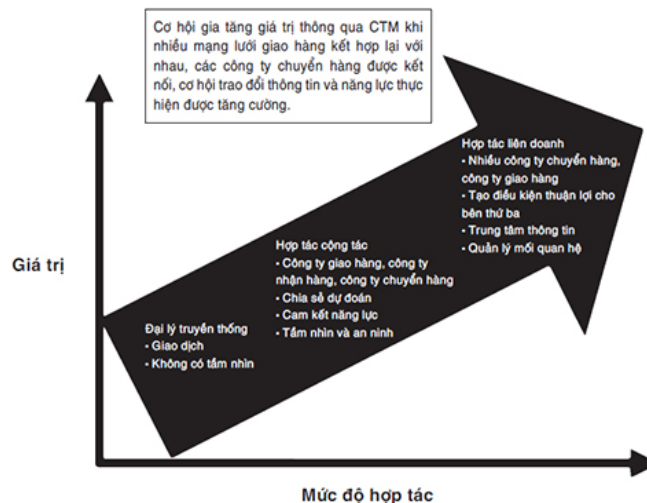 Cơ hội gia tăng giá trị thông qua CTM khi
nhiều mạng lưới giao hàng kết hợp lại với
nhau, các công ty chuyển hàng được kết
nối, cơ hội trao đổi thông tin và năng lực thực
hiện được tăng cường.
Hợp tác liên doanh
- Nhiều công ty chuyển hàng,
công ty giao hàng
- Tạo điều kiện thuận lợi cho
bên thứ ba
- Trung tâm thông tin
- Quản lý mối quan hệ
Hợp tác cộng tác
- Công ty giao hàng, công ty
nhận hàng, công ty chuyển hàng
- Chia sẻ dự đoán
- Cam kết năng lực
- Tầm nhìn và an ninh
Giá trị
Đại lý truyền thống
- Giao dịch
- Không có tầm nhìn
Mức độ hợp tác